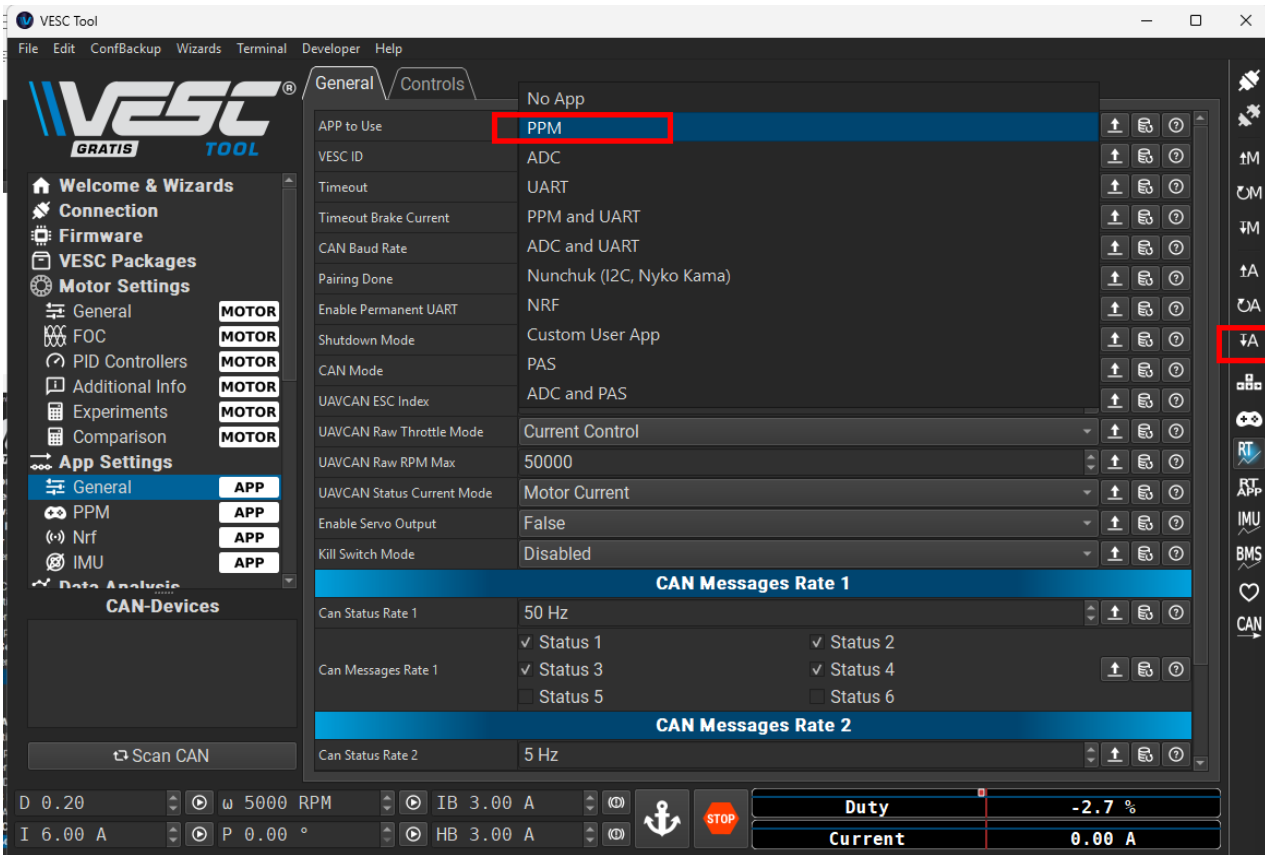 VESC Tool
File Edit ConfBackup Wizards Terminal Developer Help
VESC ®
GRATIS TOOL
Welcome & Wizards
Connection
Firmware
VESC Packages
Motor Settings
General MOTOR
FOC MOTOR
PID Controllers MOTOR
Additional Info MOTOR
Experiments MOTOR
Comparison MOTOR
App Settings
General APP
PPM APP
Nrf APP
IMU APP
Data Analysis
CAN-Devices
Scan CAN
General Controls
No App
APP to Use PPM
VESC ID ADC
Timeout UART
Timeout Brake Current PPM and UART
CAN Baud Rate ADC and UART
Pairing Done Nunchuk (I2C, Nyko Kama)
Enable Permanent UART NRF
Shutdown Mode Custom User App
CAN Mode PAS
UAVCAN ESC Index ADC and PAS
UAVCAN Raw Throttle Mode Current Control
UAVCAN Raw RPM Max 50000
UAVCAN Status Current Mode Motor Current
Enable Servo Output False
Kill Switch Mode Disabled
CAN Messages Rate 1
Can Status Rate 1 50 Hz
Status 1 Status 2
Can Messages Rate 1 Status 3 Status 4
Status 5 Status 6
CAN Messages Rate 2
Can Status Rate 2 5 Hz
M
M
M
A
A
A
RT
RT
APP
IMU
BMS
CAN
D 0.20 ω 5000 RPM IB 3.00 A
I 6.00 A P 0.00 ° HB 3.00 A
STOP
Duty -2.7 %
Current 0.00 A